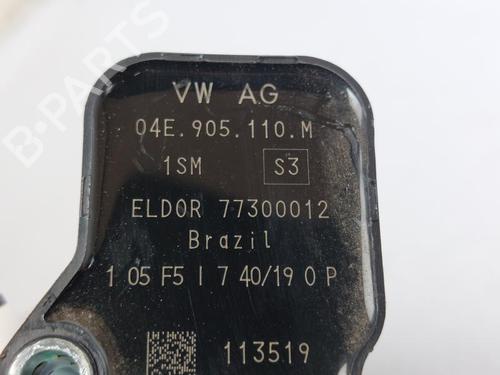 VW AG
04E.905.110.M
1SM S3
ELDOR 77300012
Brazil
1 05 F5 I 7 40/19 0 P
113519
B-PARTS